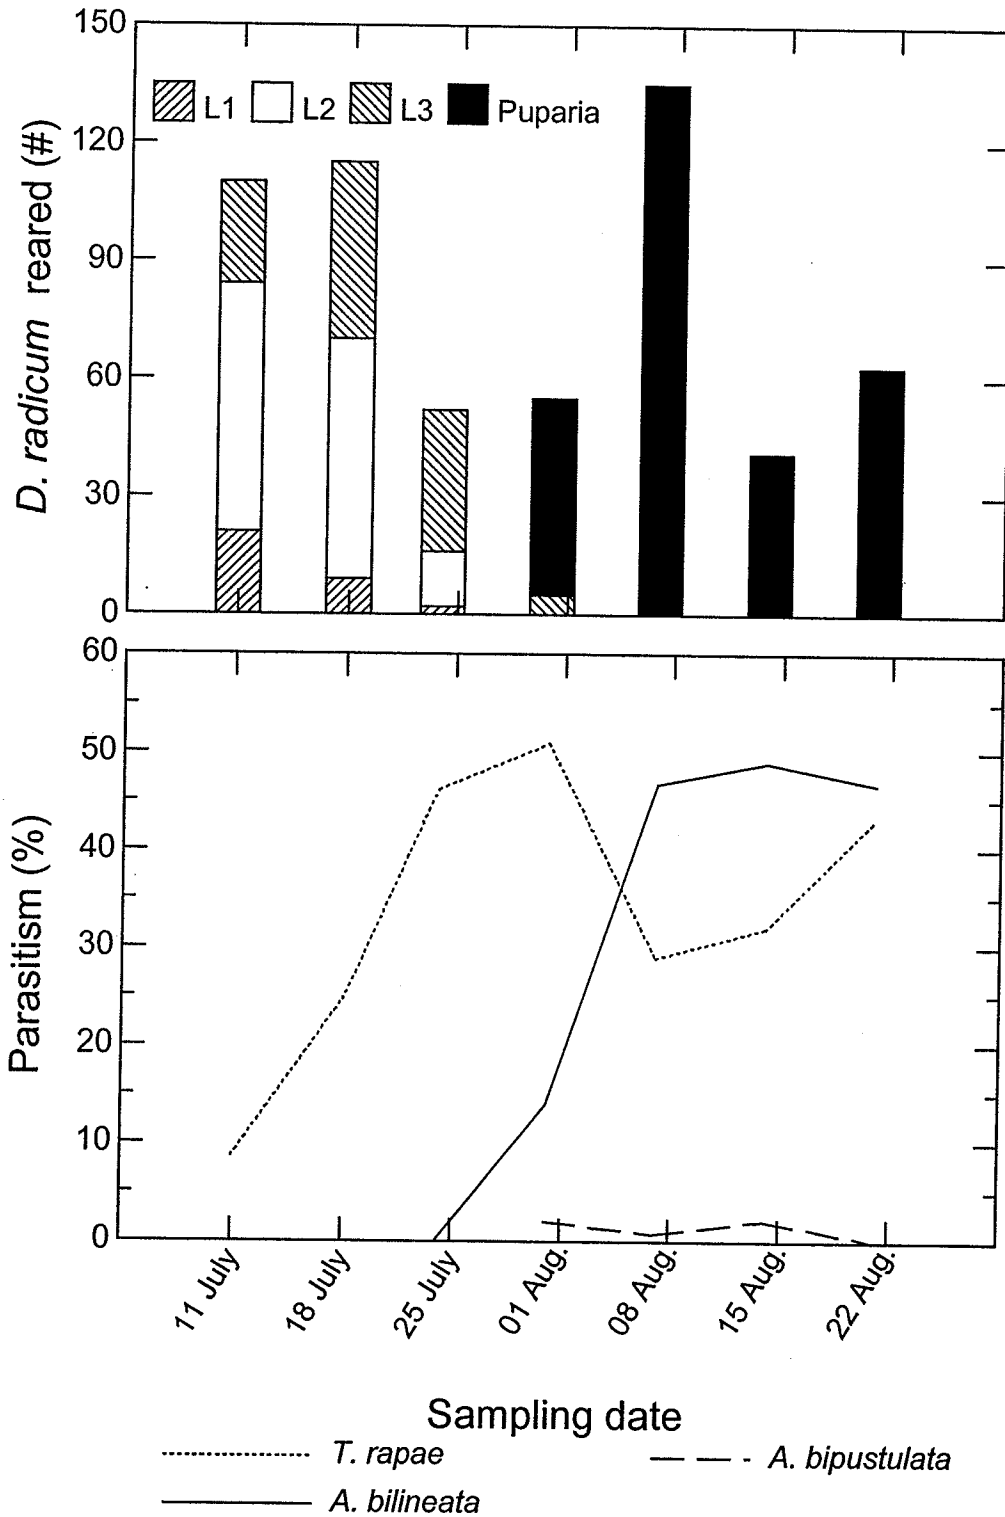 150
L1 L2 L3 Puparia
120
90
60
30
0
D. radicum reared (#)
60
50
40
30
20
10
0
Parasitism (%)
11 July 18 July 25 July 01 Aug. 08 Aug. 15 Aug. 22 Aug.
Sampling date
T. rapae A. bipustulata
A. bilineata